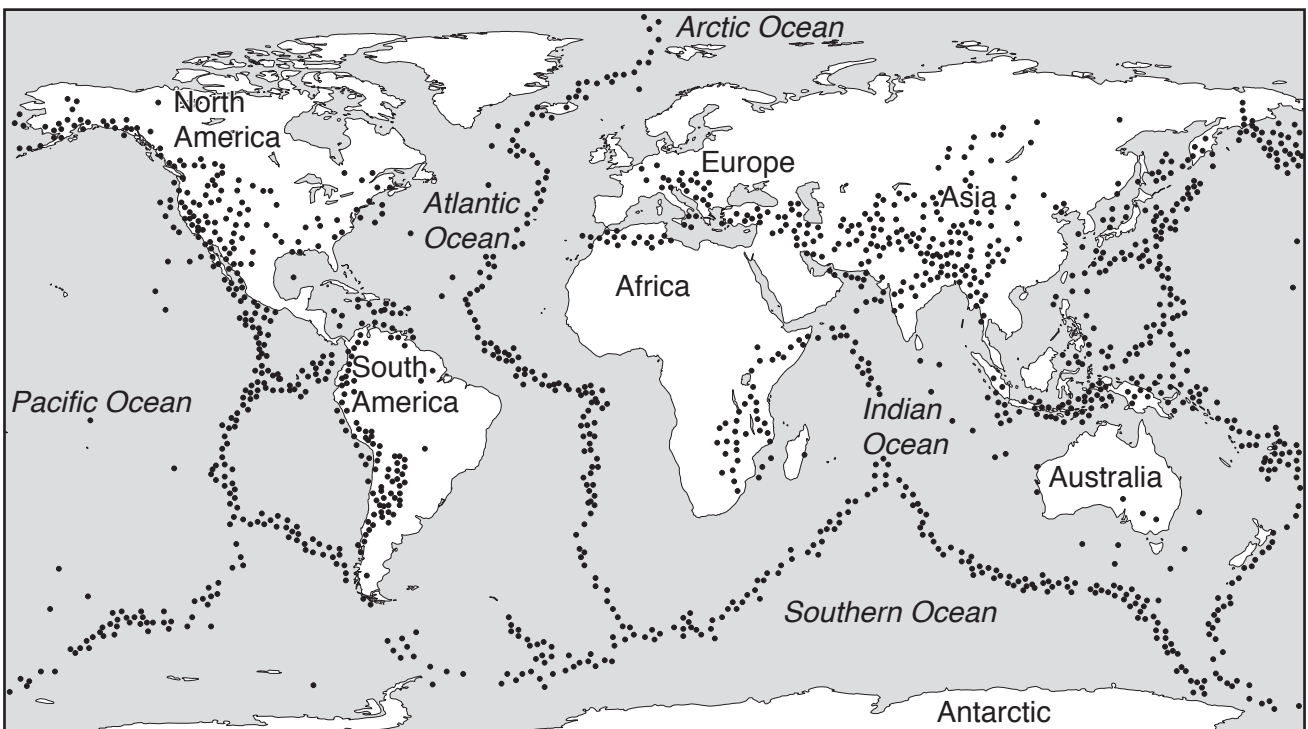 Arctic Ocean
North
America
Europe
Asia
Atlantic
Ocean
Africa
South
America
Pacific Ocean
Indian
Ocean
Australia
Southern Ocean
Antarctic